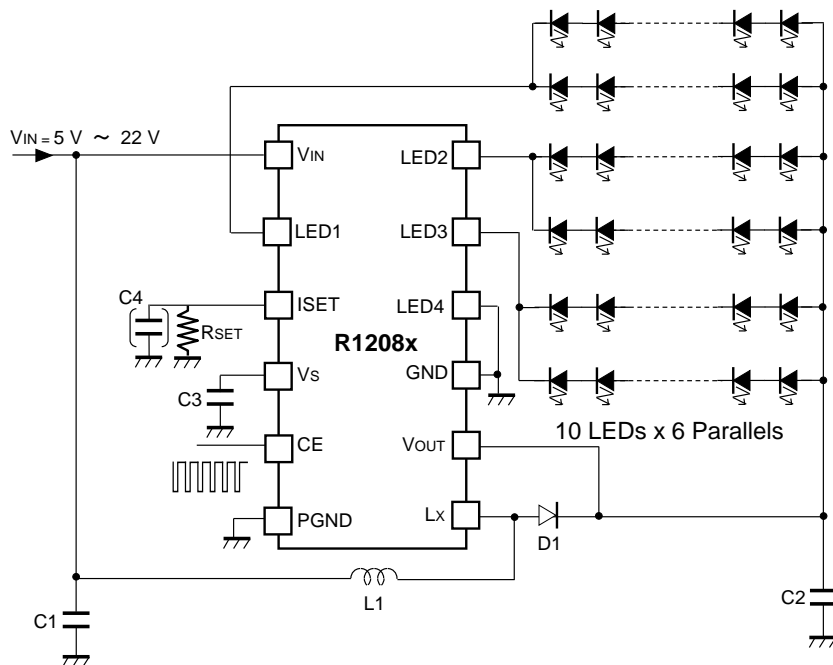 VIN = 5 V ~ 22 V
VIN
LED1
ISET
VS
CE
PGND
LED2
LED3
LED4
GND
VOUT
LX
R1208x
C4
RSET
C3
10 LEDs x 6 Parallels
D1
L1
C1
C2